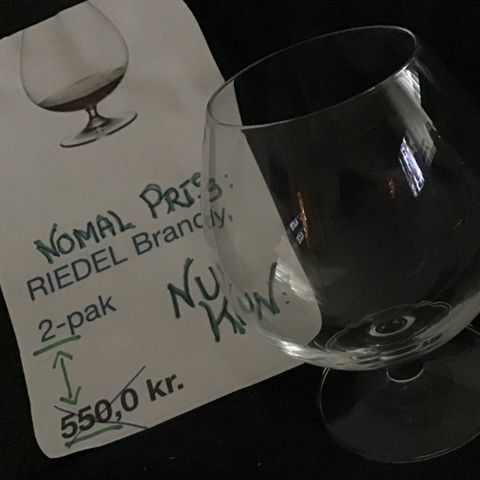 NOMAL PRIS:
RIEDEL Brandy,
2-pak
NU
KUN:
550,0 kr.